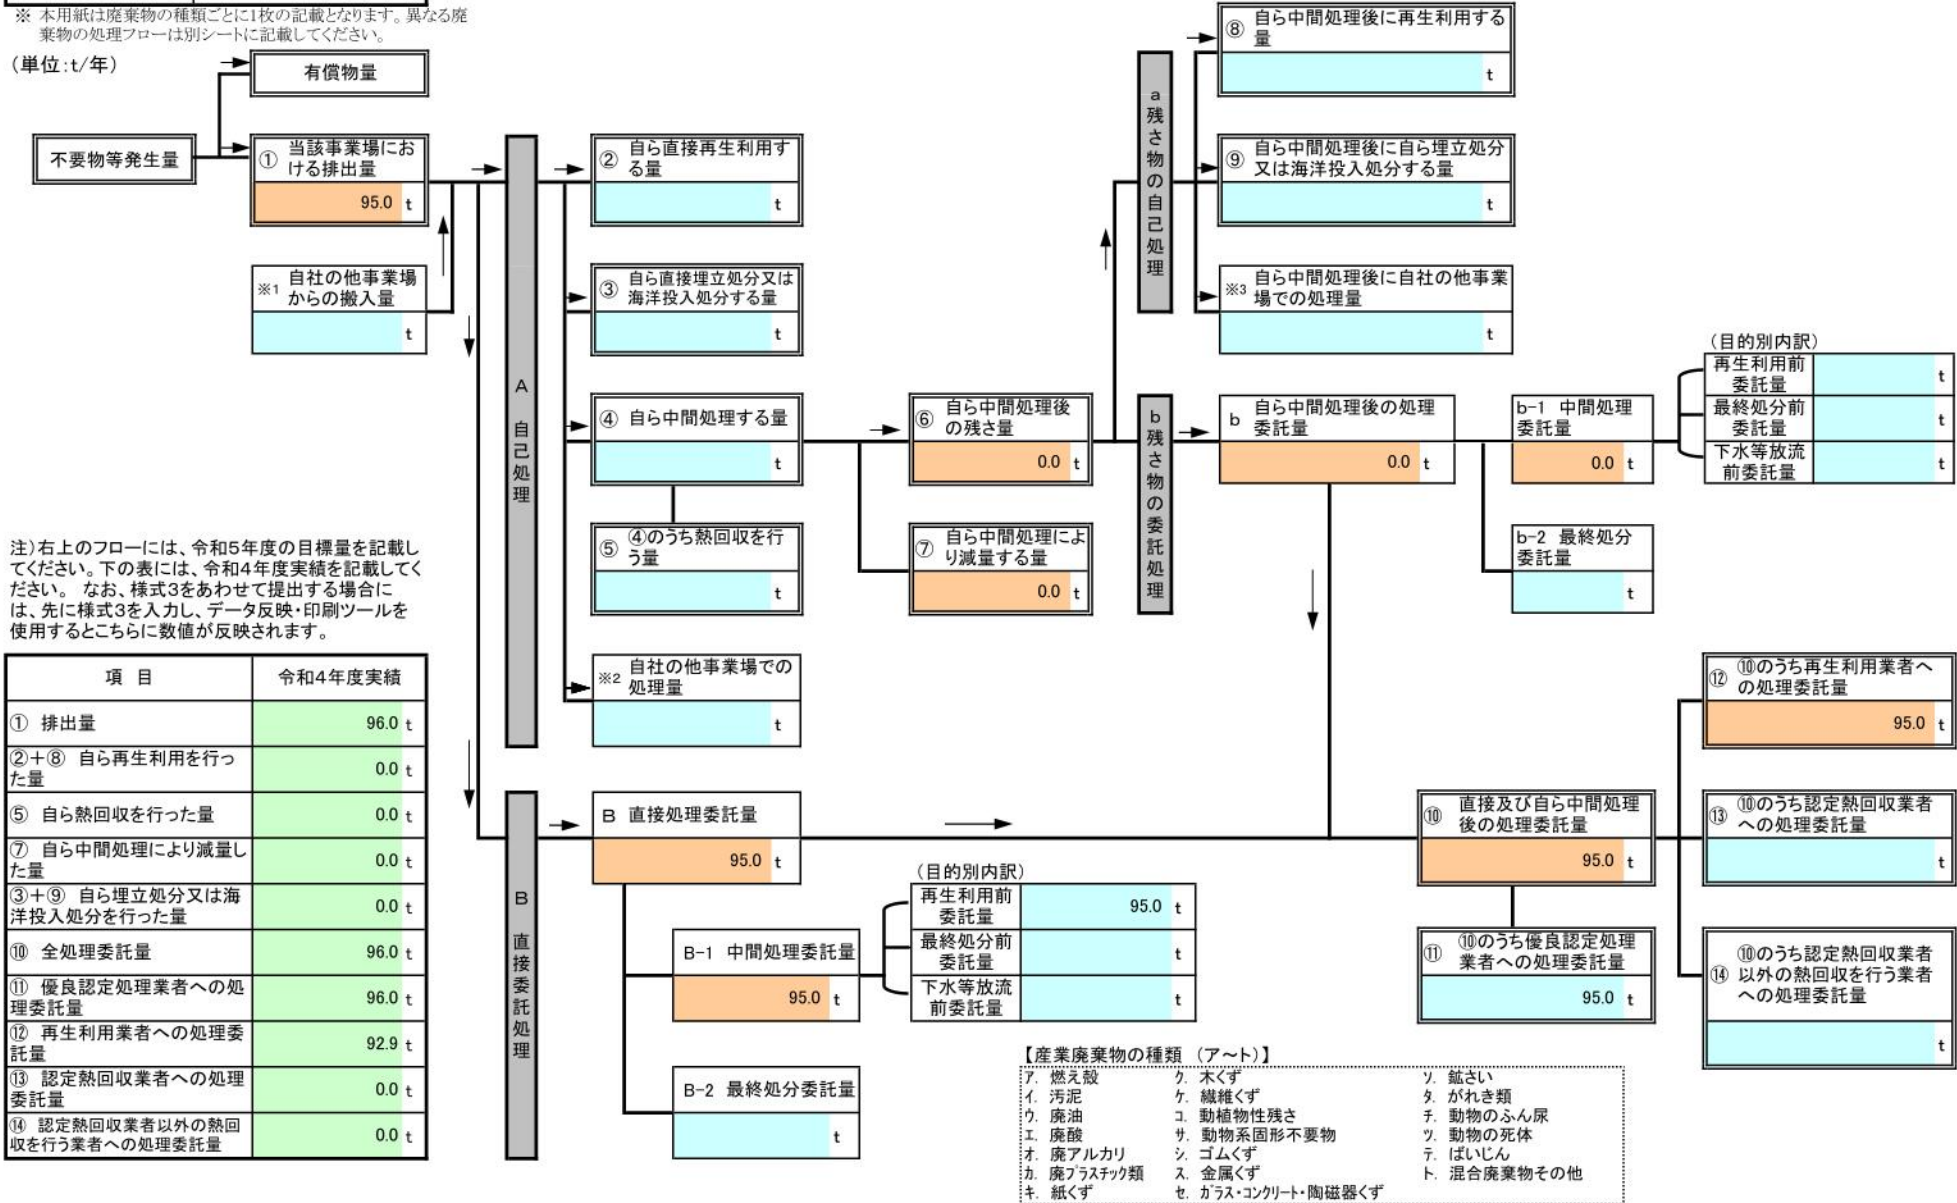 ※ 本用紙は廃棄物の種類ごとに1枚の記載となります。異なる廃
棄物の処理フローは別シートに記載してください。
(単位:t/年)
有償物量
不要物等発生量
① 当該事業場にお
ける排出量
95.0 t
※1 自社の他事業場
からの搬入量
t
A 自己処理
② 自ら直接再生利用す
る量
t
③ 自ら直接埋立処分又は
海洋投入処分する量
t
④ 自ら中間処理する量
t
⑤ ④のうち熱回収を行
う量
t
※2 自社の他事業場での
処理量
t
⑥ 自ら中間処理後
の残さ量
0.0 t
⑦ 自ら中間処理によ
り減量する量
0.0 t
a残さ物の自己処理
⑧ 自ら中間処理後に再生利用する
量
t
⑨ 自ら中間処理後に自ら埋立処分
又は海洋投入処分する量
t
※3 自ら中間処理後に自社の他事業
場での処理量
t
b残さ物の委託処理
b 自ら中間処理後の処理
委託量
0.0 t
b-1 中間処理
委託量
0.0 t
b-2 最終処分
委託量
t
(目的別内訳)
再生利用前
委託量
t
最終処分前
委託量
t
下水等放流
前委託量
t
注)右上のフローには、令和5年度の目標量を記載し
てください。下の表には、令和4年度実績を記載してく
ださい。 なお、様式3をあわせて提出する場合に
は、先に様式3を入力し、データ反映・印刷ツールを
使用するとこちらに数値が反映されます。
項 目 令和4年度実績
① 排出量 96.0 t
②+⑧ 自ら再生利用を行っ
た量 0.0 t
⑤ 自ら熱回収を行った量 0.0 t
⑦ 自ら中間処理により減量し
た量 0.0 t
③+⑨ 自ら埋立処分又は海
洋投入処分を行った量 0.0 t
⑩ 全処理委託量 96.0 t
⑪ 優良認定処理業者への処
理委託量 96.0 t
⑫ 再生利用業者への処理委
託量 92.9 t
⑬ 認定熱回収業者への処理
委託量 0.0 t
⑭ 認定熱回収業者以外の熱回
収を行う業者への処理委託量 0.0 t
B 直接委託処理
B 直接処理委託量
95.0 t
B-1 中間処理委託量
95.0 t
B-2 最終処分委託量
t
(目的別内訳)
再生利用前
委託量
95.0 t
最終処分前
委託量
t
下水等放流
前委託量
t
⑩ 直接及び自ら中間処理
後の処理委託量
95.0 t
⑪ ⑩のうち優良認定処理
業者への処理委託量
95.0 t
⑫ ⑩のうち再生利用業者へ
の処理委託量
95.0 t
⑬ ⑩のうち認定熱回収業者
への処理委託量
t
⑭ ⑩のうち認定熱回収業者
以外の熱回収を行う業者
への処理委託量
t
【産業廃棄物の種類 (ア～ト)】
ア. 燃え殻 ク. 木くず ソ. 鉱さい
イ. 汚泥 ケ. 繊維くず タ. がれき類
ウ. 廃油 コ. 動植物性残さ チ. 動物のふん尿
エ. 廃酸 サ. 動物系固形不要物 ツ. 動物の死体
オ. 廃アルカリ シ. ゴムくず テ. ばいじん
カ. 廃プラスチック類 ス. 金属くず ト. 混合廃棄物その他
キ. 紙くず セ. ガラス・コンクリート・陶磁器くず